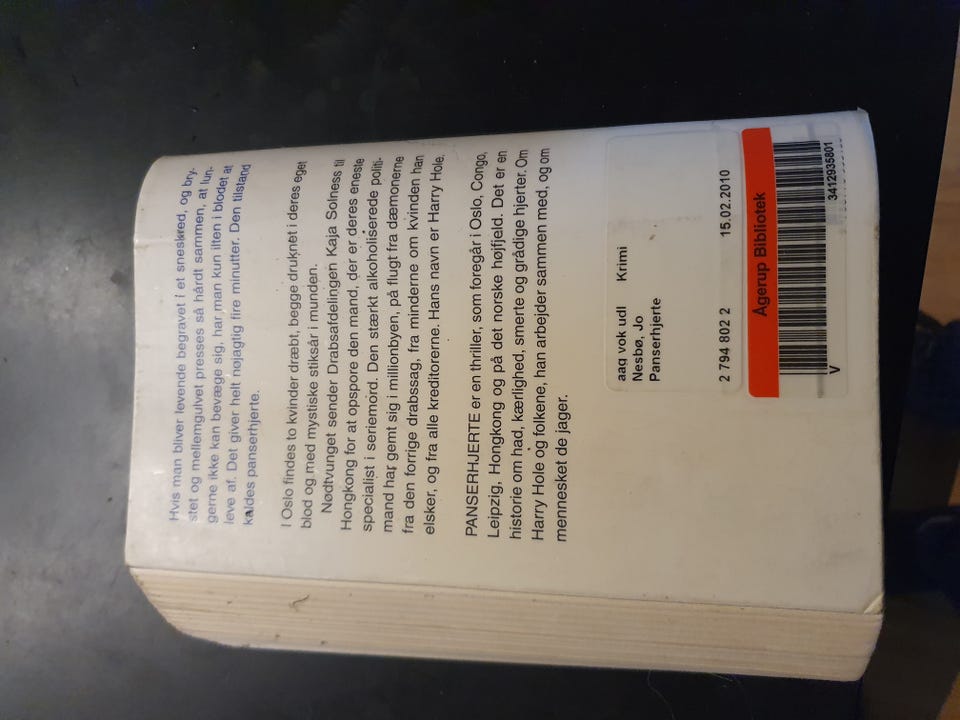 Hvis man bliver levende begravet i et sneskred, og bry-
stet og mellemgulvet presses så hårdt sammen, at lun-
gerne ikke kan bevæge sig, har man kun ilten i blodet at
leve af. Det giver helt nøjagtig fire minutter. Den tilstand
kaldes panserhjerte.
I Oslo findes to kvinder dræbt, begge druknet i deres eget
blod og med mystiske stiksår i munden.
Nødtvunget sender Drabsafdelingen Kaja Solness til
Hongkong for at opspore den mand, der er deres eneste
specialist i seriemord. Den stærkt alkoholiserede politi-
mand har gemt sig i millionbyen, på flugt fra dæmonerne
fra den forrige drabssag, fra minderne om kvinden han
elsker, og fra alle kreditorerne. Hans navn er Harry Hole.
PANSERHJERTE er en thriller, som foregår i Oslo, Congo,
Leipzig, Hongkong og på det norske højfjeld. Det er en
historie om had, kærlighed, smerte og grådige hjerter. Om
Harry Hole og folkene, han arbejder sammen med, og om
mennesket de jager.
aag vok udl Krimi
Nesbø, Jo
Panserhjerte
2 794 802 2 15.02.2010
Ågerup Bibliotek
V
3412935801